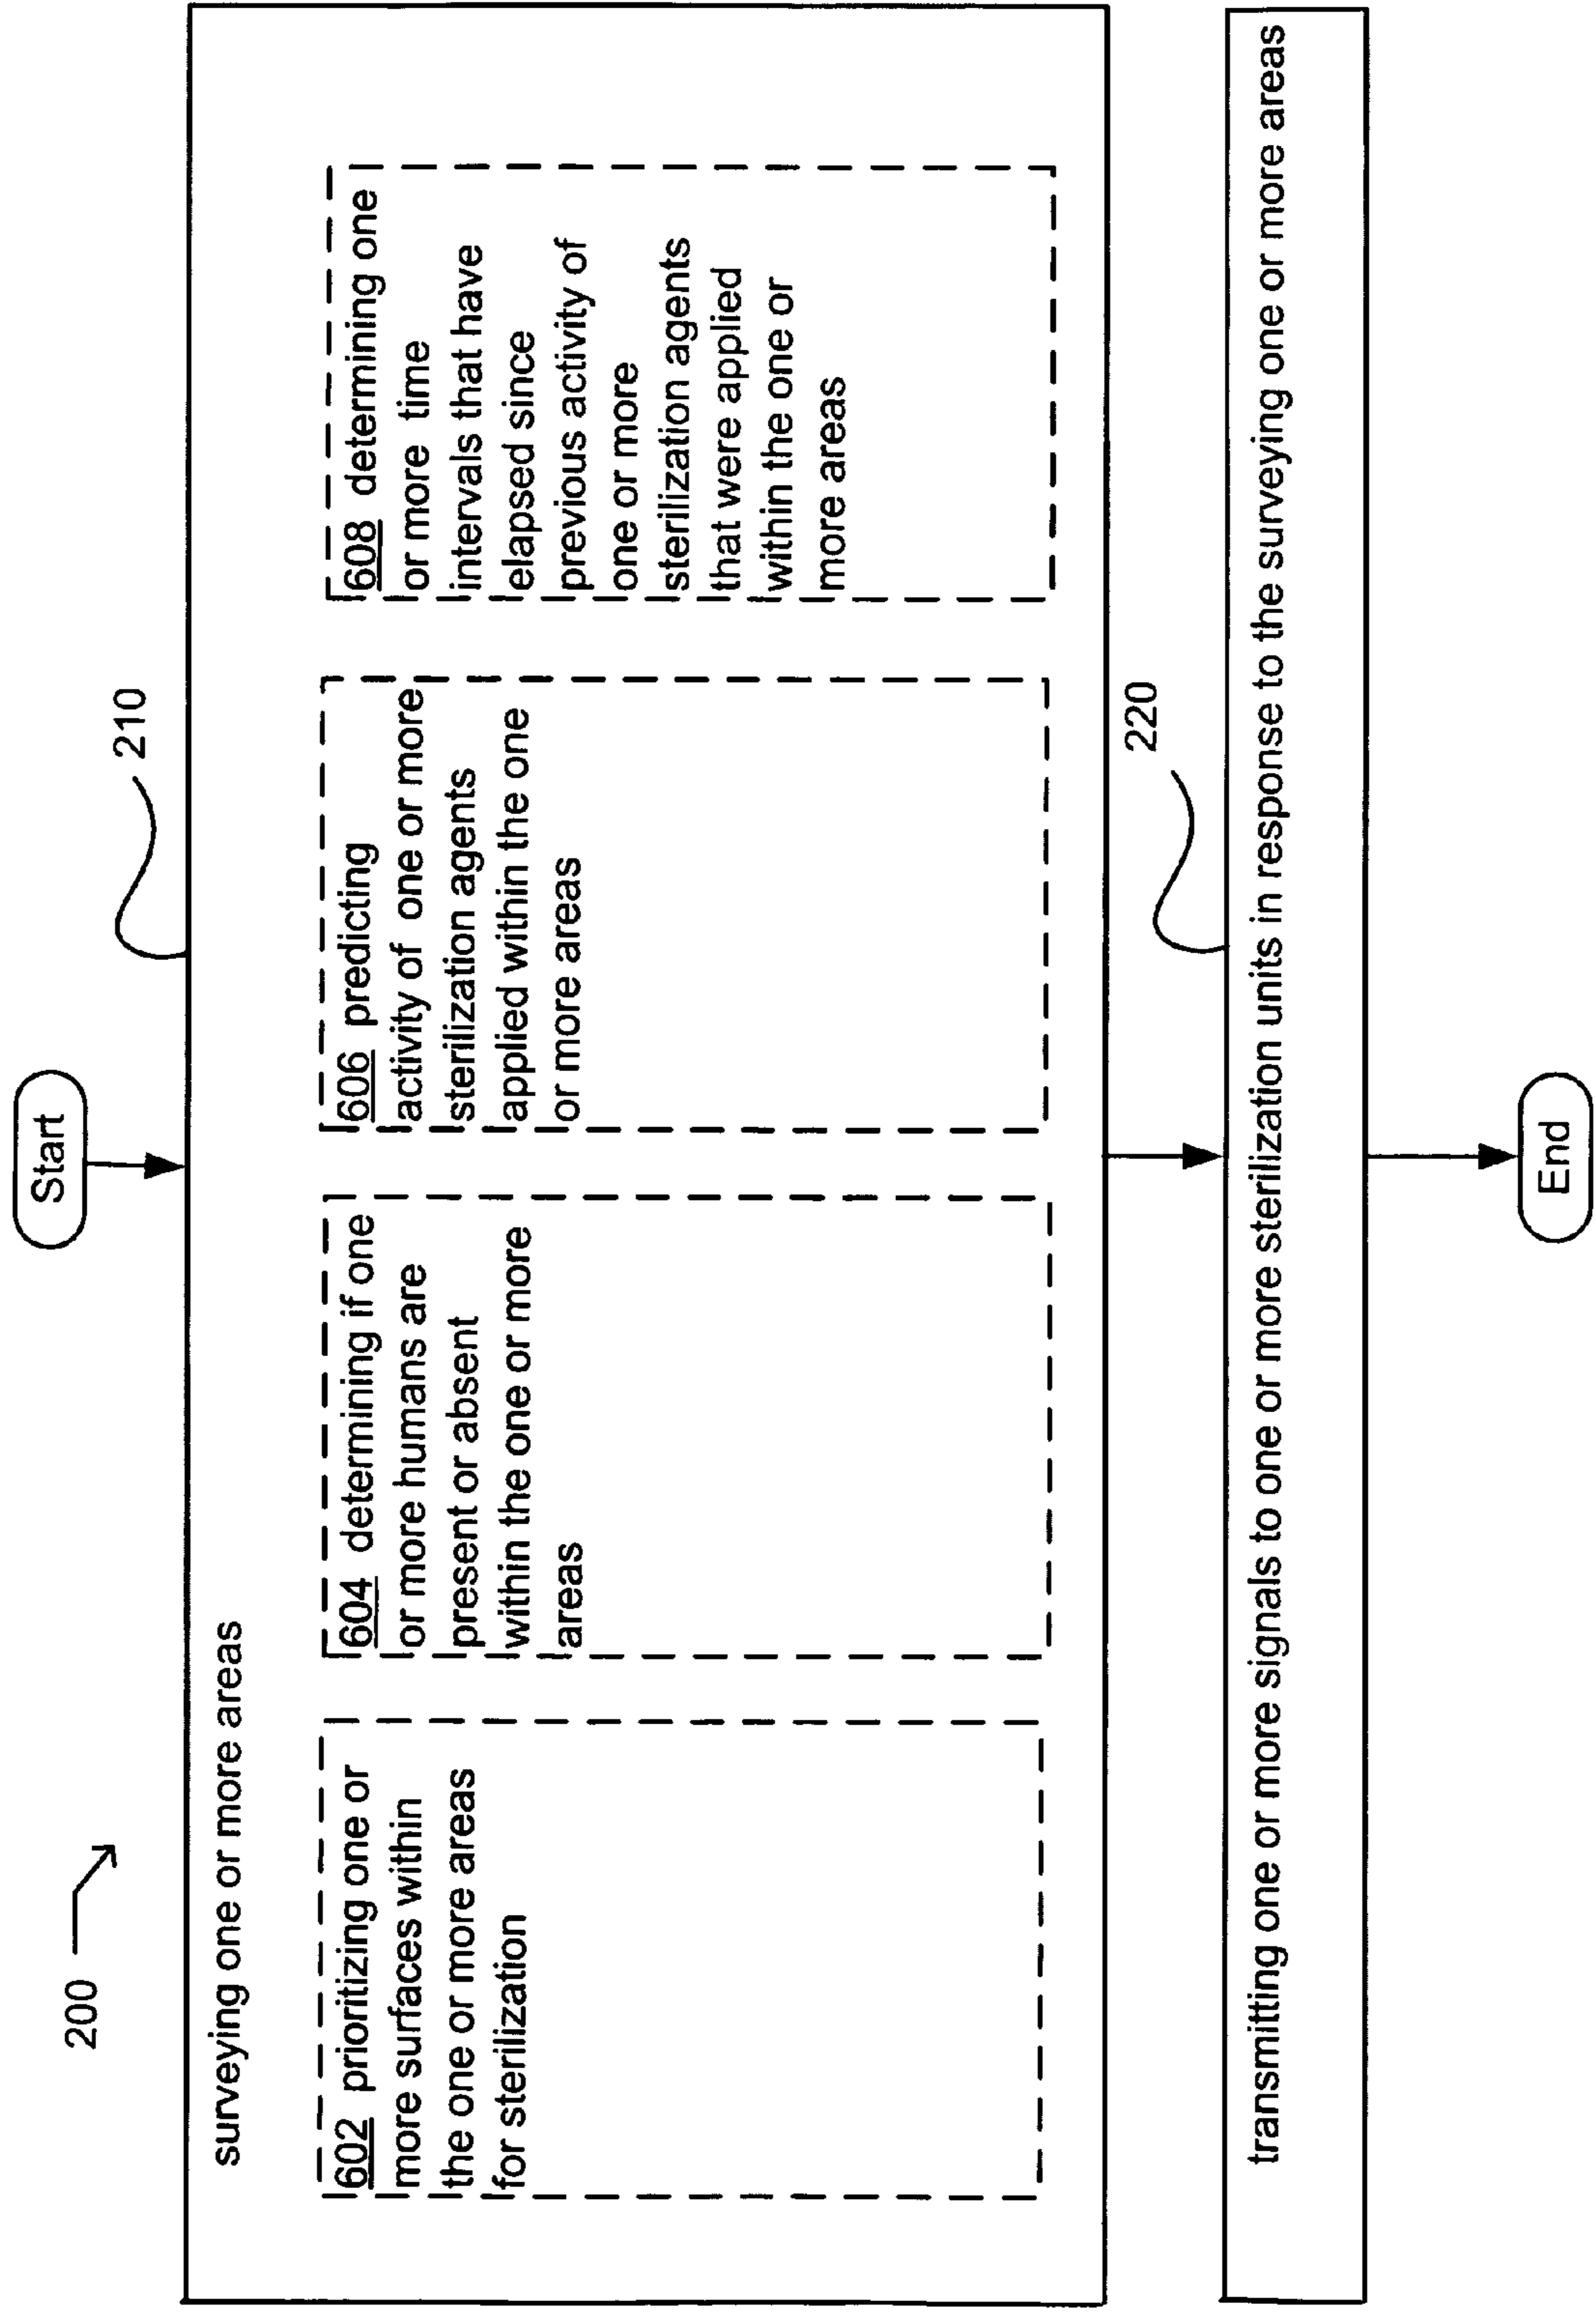 200
Start
210
surveying one or more areas
602 prioritizing one or
more surfaces within
the one or more areas
for sterilization
604 determining if one
or more humans are
present or absent
within the one or more
areas
606 predicting
activity of one or more
sterilization agents
applied within the one
or more areas
608 determining one
or more time
intervals that have
elapsed since
previous activity of
one or more
sterilization agents
that were applied
within the one or
more areas
220
transmitting one or more signals to one or more sterilization units in response to the surveying one or more areas
End